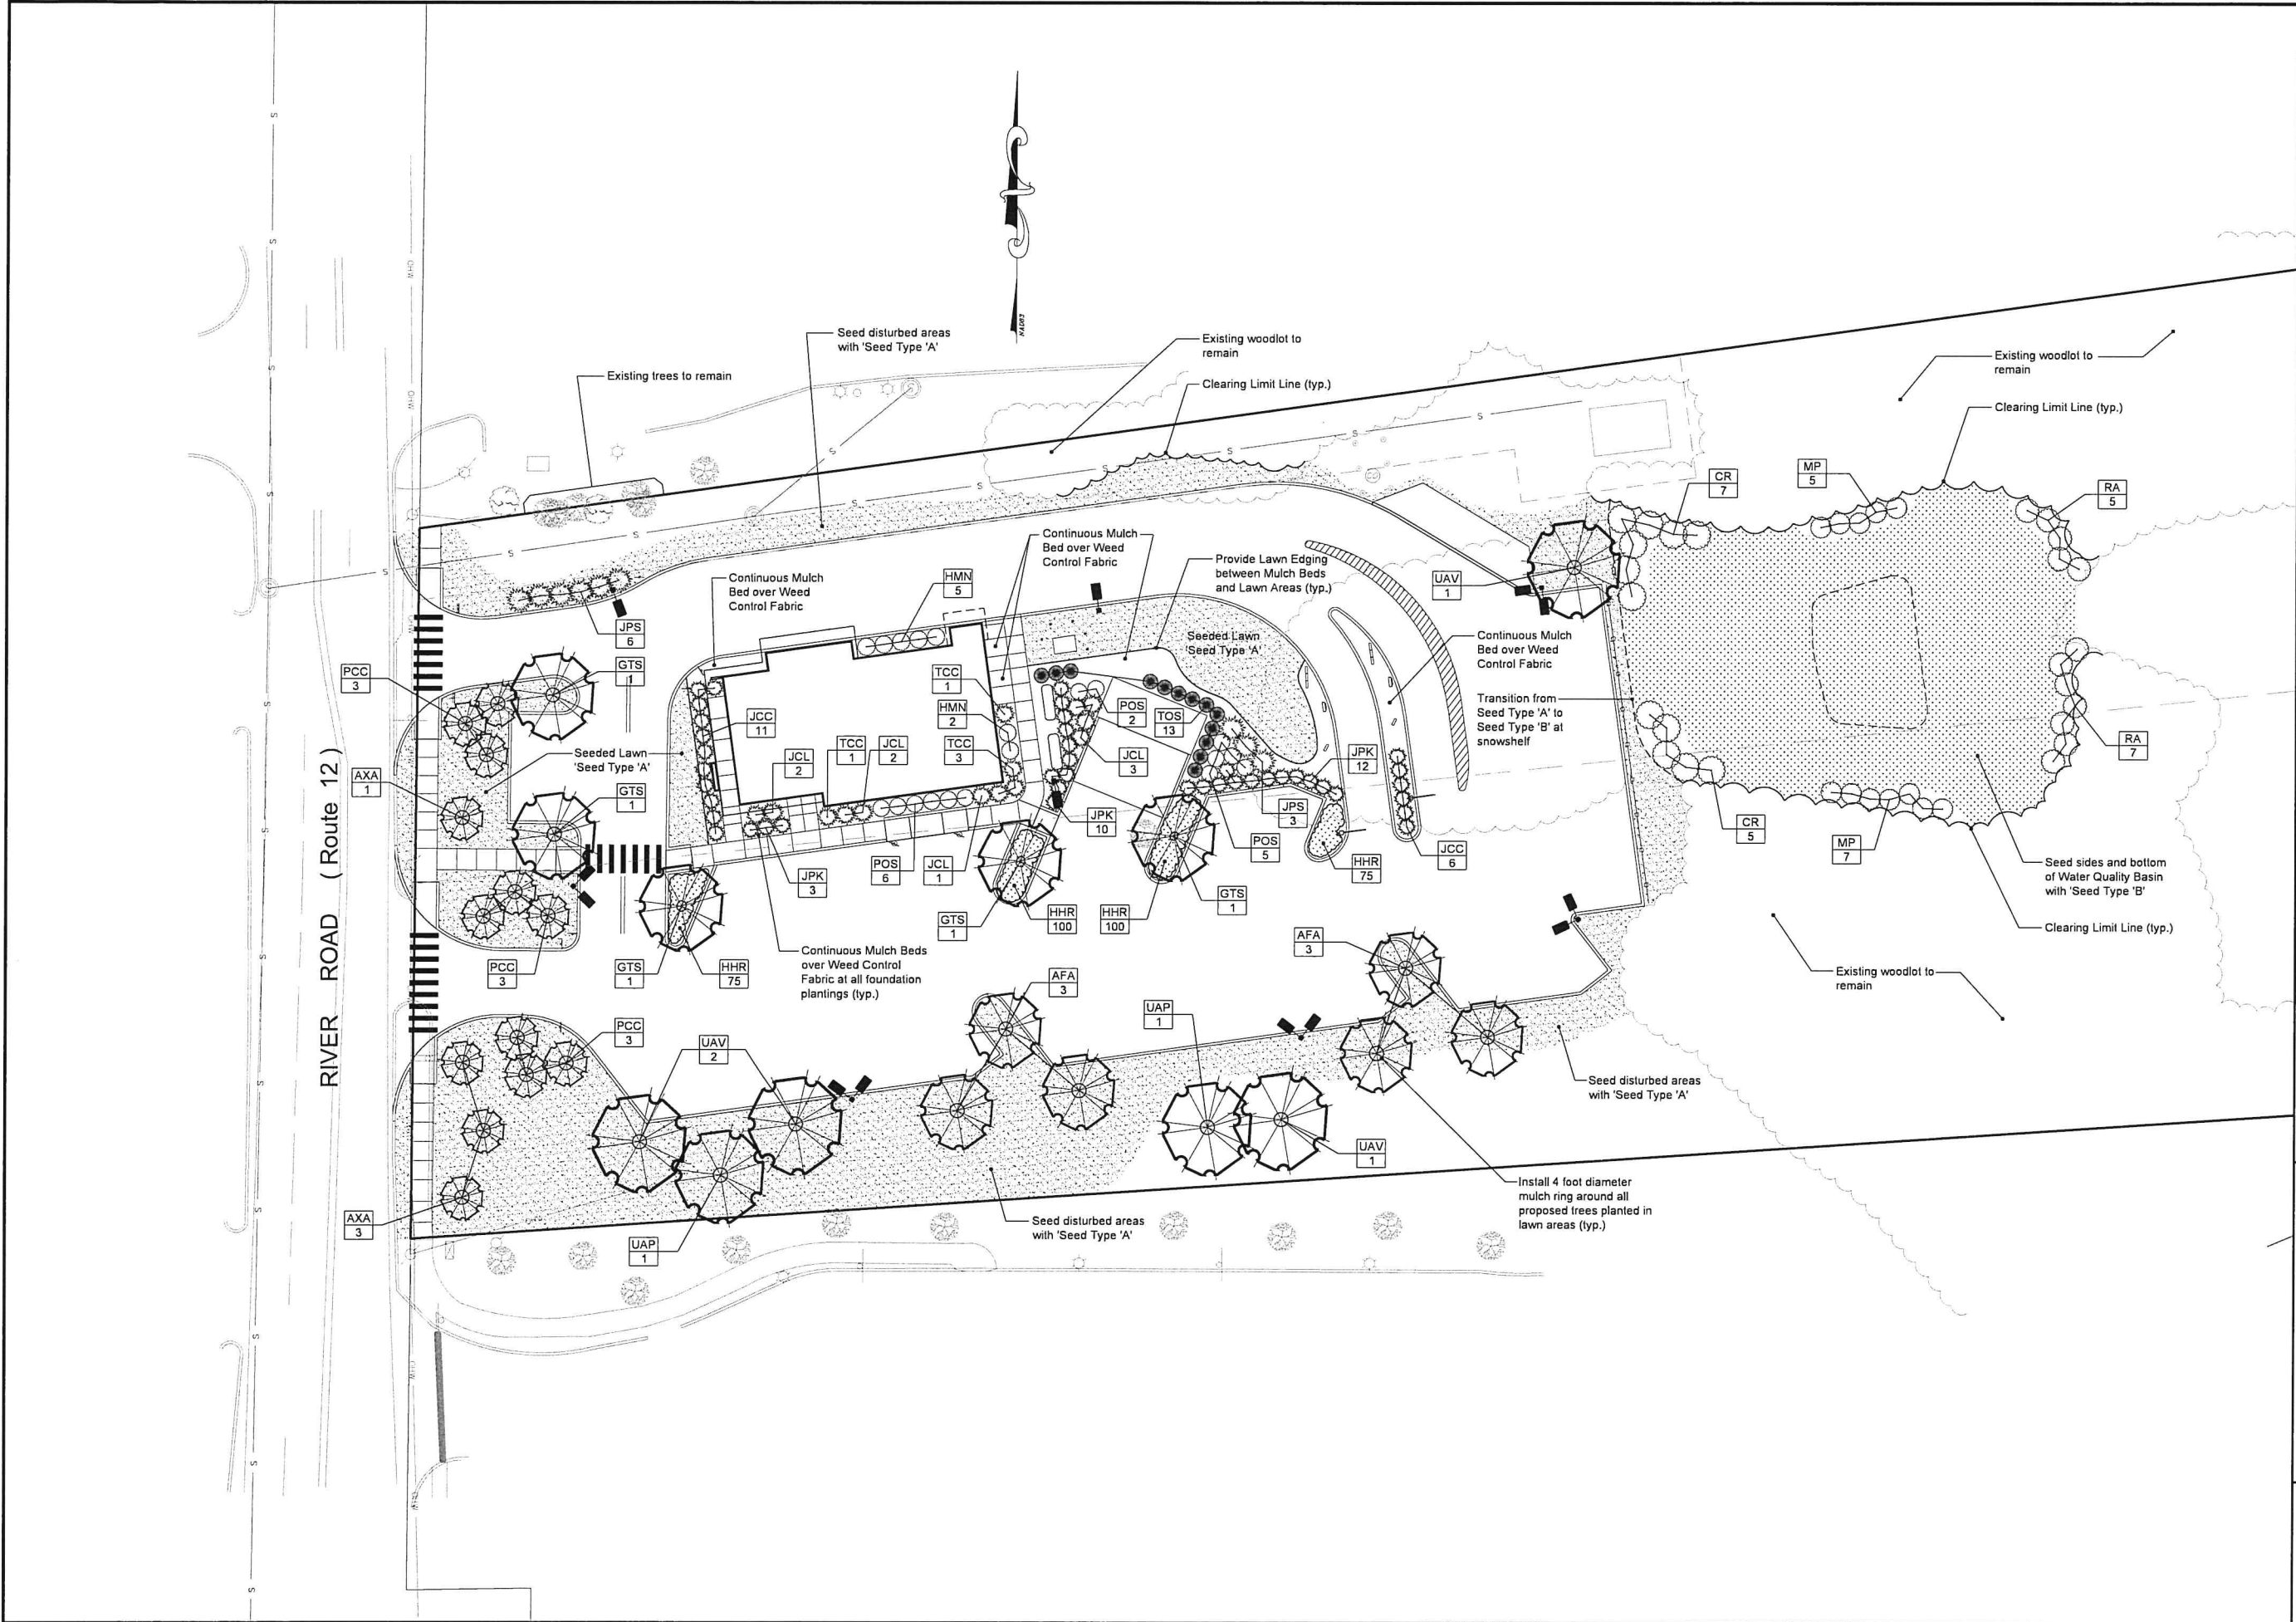 NAD83
Seed disturbed areas
with 'Seed Type 'A'
Existing woodlot to
remain
Existing trees to remain
Clearing Limit Line (typ.)
Existing woodlot to
remain
Clearing Limit Line (typ.)
CR
7
MP
5
RA
5
Continuous Mulch
Bed over Weed
Control Fabric
Provide Lawn Edging
between Mulch Beds
and Lawn Areas (typ.)
Continuous Mulch
Bed over Weed
Control Fabric
HMN
5
UAV
1
JPS
6
Seeded Lawn
'Seed Type 'A'
Continuous Mulch
Bed over Weed
Control Fabric
PCC
3
GTS
1
TCC
1
HMN
2
TCC
3
POS
2
TOS
13
Transition from
Seed Type 'A' to
Seed Type 'B' at
snowshelf
JCC
11
JCL
2
TCC
1
JCL
2
JCL
3
JPK
12
RA
7
Seeded Lawn
'Seed Type 'A'
AXA
1
GTS
1
JPS
3
JPK
10
CR
5
MP
7
POS
5
HHR
75
JCC
6
JPK
3
POS
6
JCL
1
Seed sides and bottom
of Water Quality Basin
with 'Seed Type 'B'
GTS
1
HHR
100
HHR
100
GTS
1
Clearing Limit Line (typ.)
RIVER ROAD (Route 12)
PCC
3
GTS
1
HHR
75
Continuous Mulch Beds
over Weed Control
Fabric at all foundation
plantings (typ.)
AFA
3
AFA
3
Existing woodlot to
remain
UAP
1
PCC
3
UAV
2
Seed disturbed areas
with 'Seed Type 'A'
UAV
1
Install 4 foot diameter
mulch ring around all
proposed trees planted in
lawn areas (typ.)
AXA
3
UAP
1
Seed disturbed areas
with 'Seed Type 'A'